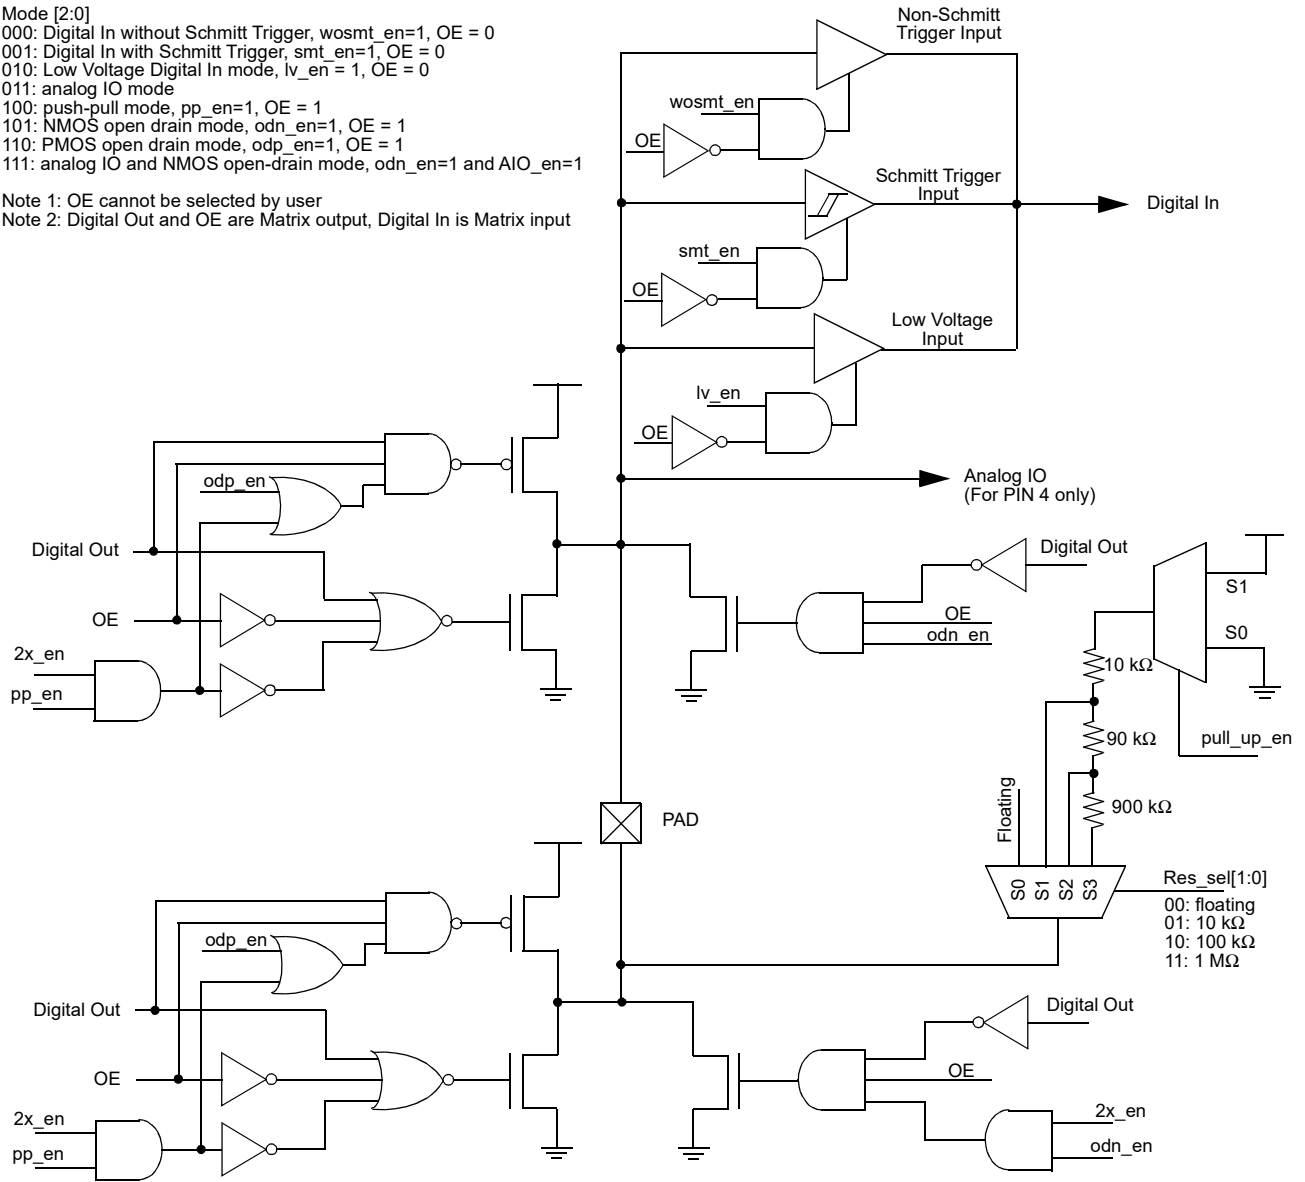 Mode [2:0]
000: Digital In without Schmitt Trigger, wosmt_en=1, OE = 0
001: Digital In with Schmitt Trigger, smt_en=1, OE = 0
010: Low Voltage Digital In mode, lv_en = 1, OE = 0
011: analog IO mode
100: push-pull mode, pp_en=1, OE = 1
101: NMOS open drain mode, odn_en=1, OE = 1
110: PMOS open drain mode, odp_en=1, OE = 1
111: analog IO and NMOS open-drain mode, odn_en=1 and AIO_en=1
Note 1: OE cannot be selected by user
Note 2: Digital Out and OE are Matrix output, Digital In is Matrix input
Non-Schmitt
Trigger Input
wosmt_en
OE
Schmitt Trigger
Input
Digital In
smt_en
OE
Low Voltage
Input
lv_en
OE
Analog IO
(For PIN 4 only)
odp_en
Digital Out
OE
2x_en
pp_en
Digital Out
OE
odn_en
S1
S0
pull_up_en
10 kΩ
90 kΩ
900 kΩ
Floating
S0
S1
S2
S3
Res_sel[1:0]
00: floating
01: 10 kΩ
10: 100 kΩ
11: 1 MΩ
PAD
odp_en
Digital Out
OE
2x_en
pp_en
Digital Out
OE
2x_en
odn_en